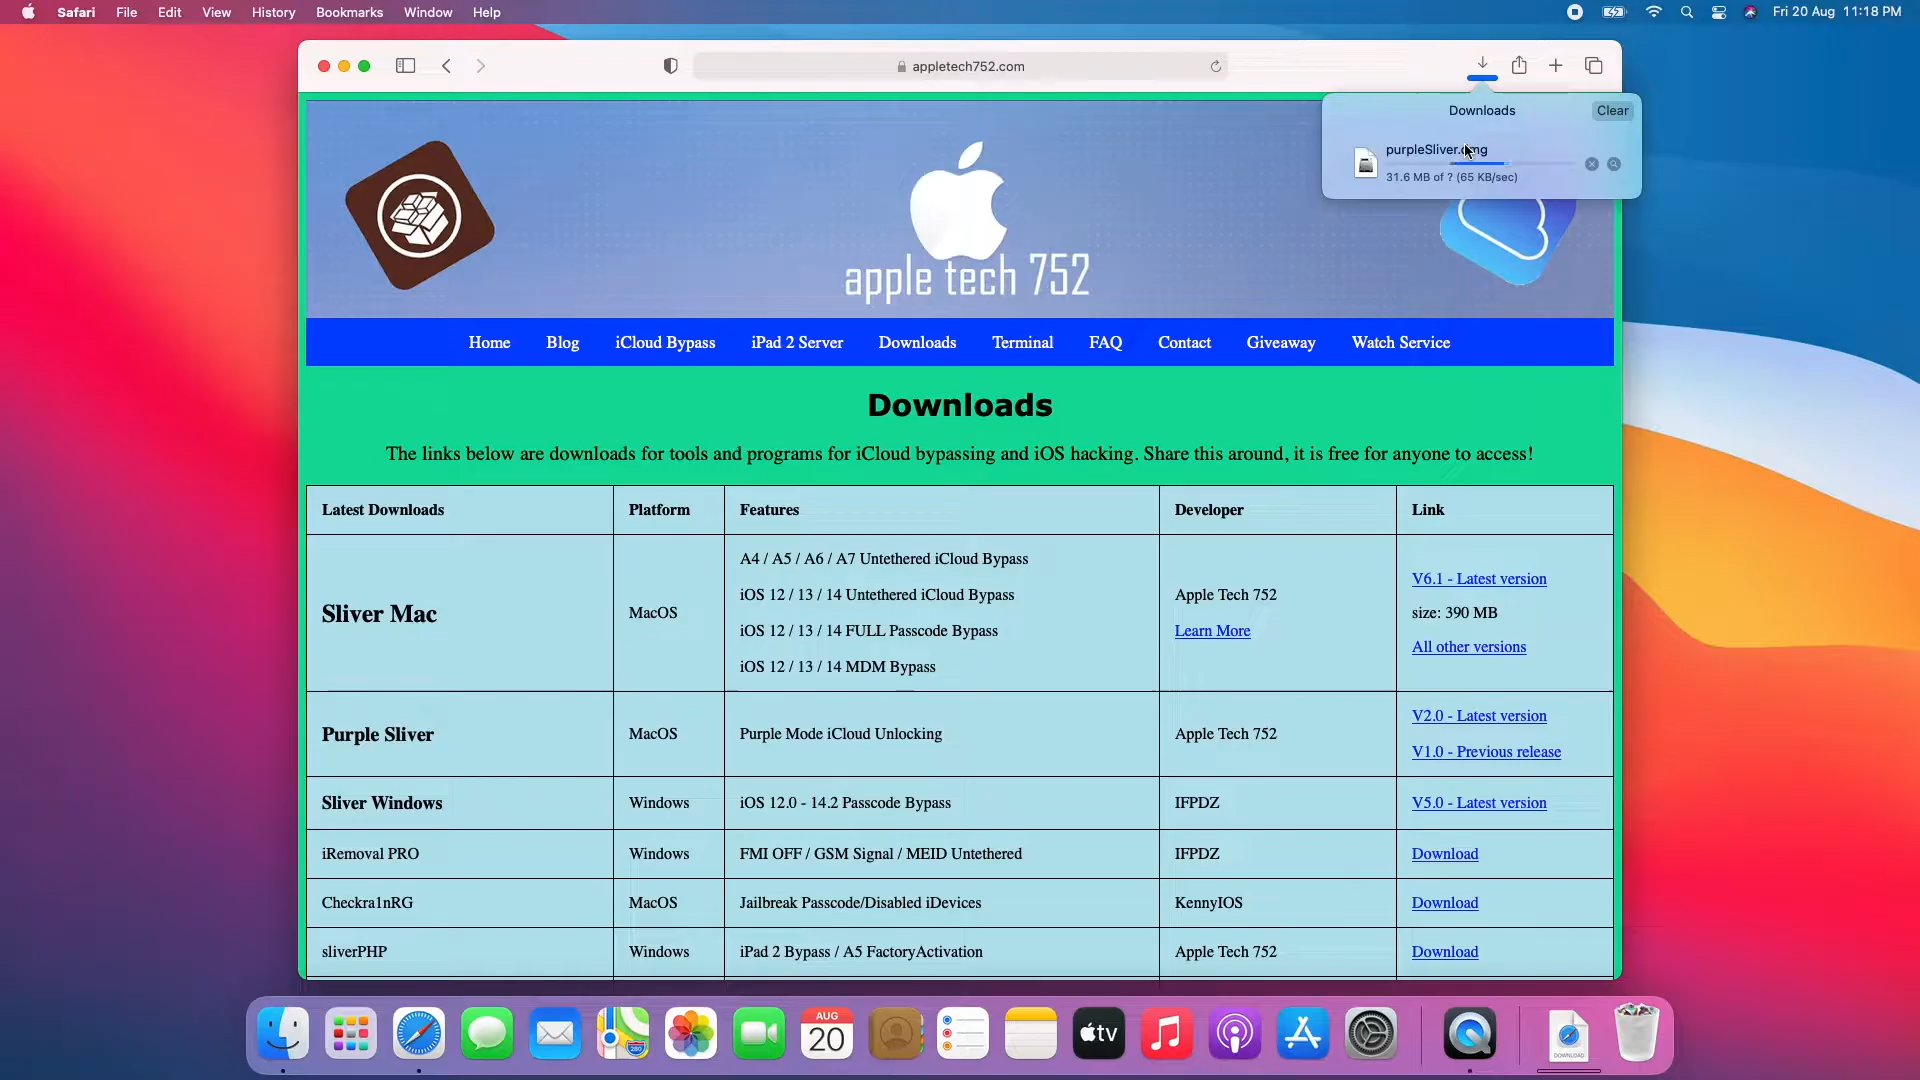 Safari File Edit View History Bookmarks Window Help Fri 20 Aug 11:18 PM
appletech752.com
Downloads Clear
purpleSliver.dmg
31.6 MB of ? (65 KB/sec)
apple tech 752
Home Blog iCloud Bypass iPad 2 Server Downloads Terminal FAQ Contact Giveaway Watch Service
Downloads
The links below are downloads for tools and programs for iCloud bypassing and iOS hacking. Share this around, it is free for anyone to access!
Latest Downloads Platform Features Developer Link
Sliver Mac
MacOS
A4 / A5 / A6 / A7 Untethered iCloud Bypass
iOS 12 / 13 / 14 Untethered iCloud Bypass
iOS 12 / 13 / 14 FULL Passcode Bypass
iOS 12 / 13 / 14 MDM Bypass
Apple Tech 752
Learn More
V6.1 - Latest version
size: 390 MB
All other versions
Purple Sliver
MacOS
Purple Mode iCloud Unlocking
Apple Tech 752
V2.0 - Latest version
V1.0 - Previous release
Sliver Windows Windows iOS 12.0 - 14.2 Passcode Bypass IFPDZ V5.0 - Latest version
iRemoval PRO Windows FMI OFF / GSM Signal / MEID Untethered IFPDZ Download
Checkra1nRG MacOS Jailbreak Passcode/Disabled iDevices KennyIOS Download
sliverPHP Windows iPad 2 Bypass / A5 FactoryActivation Apple Tech 752 Download
AUG
20
tv
280
DOWNLOAD